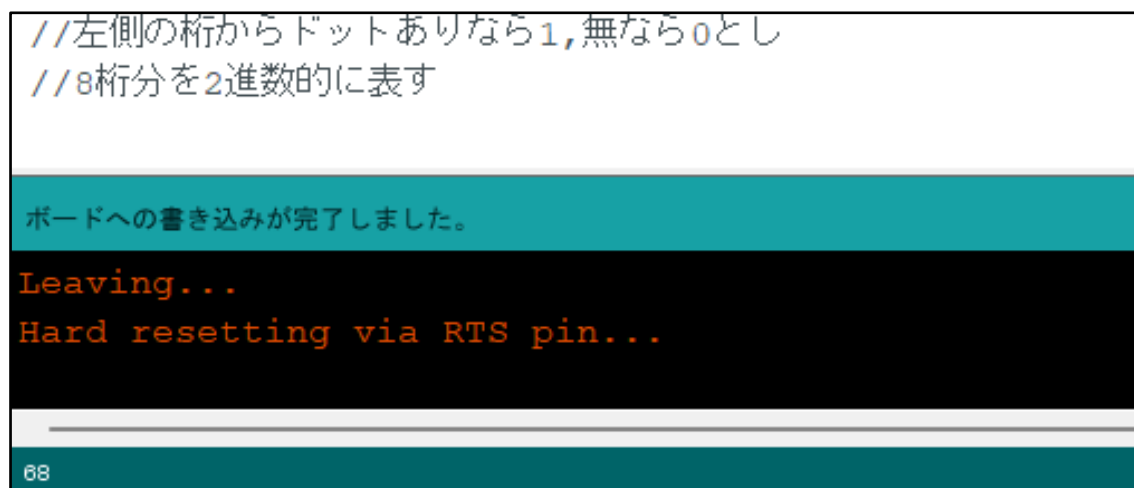 //左側の桁からドットありなら1,無なら0とし
//8桁分を2進数的に表す
ボードへの書き込みが完了しました。
Leaving...
Hard resetting via RTS pin...
68